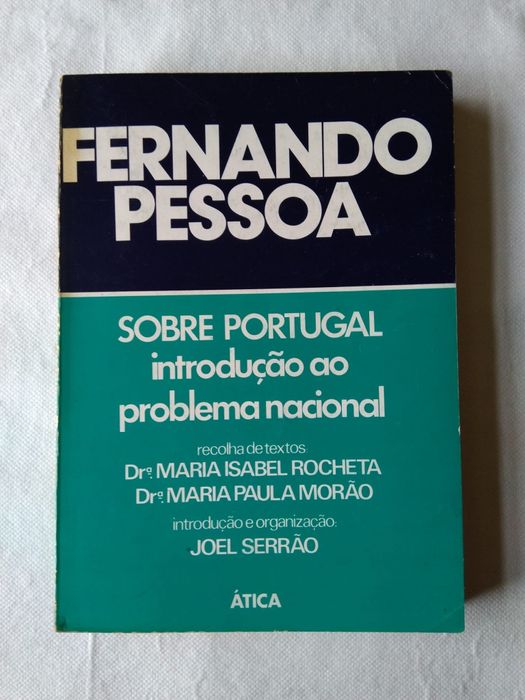 FERNANDO
PESSOA
SOBRE PORTUGAL
introdução ao
problema nacional
recolha de textos
Drª. MARIA ISABEL ROCHETA
Drª. MARIA PAULA MORÃO
introdução e organização:
JOEL SERRÃO
ÁTICA